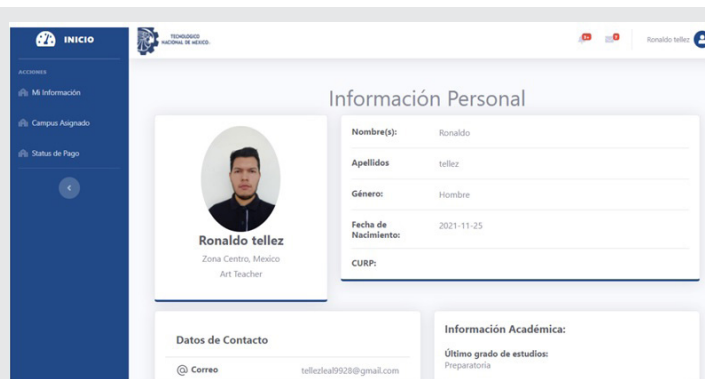 INICIO
TECNOLOGICO
NACIONAL DE MEXICO.
Ronaldo tellez
ACCIONES
Mi Información
Campus Asignado
Status de Pago
Información Personal
Ronaldo tellez
Zona Centro, Mexico
Art Teacher
Nombre(s): Ronaldo
Apellidos tellez
Género: Hombre
Fecha de
Nacimiento: 2021-11-25
CURP:
Datos de Contacto
@ Correo tellezleal9928@gmail.com
Información Académica:
Último grado de estudios:
Preparatoria